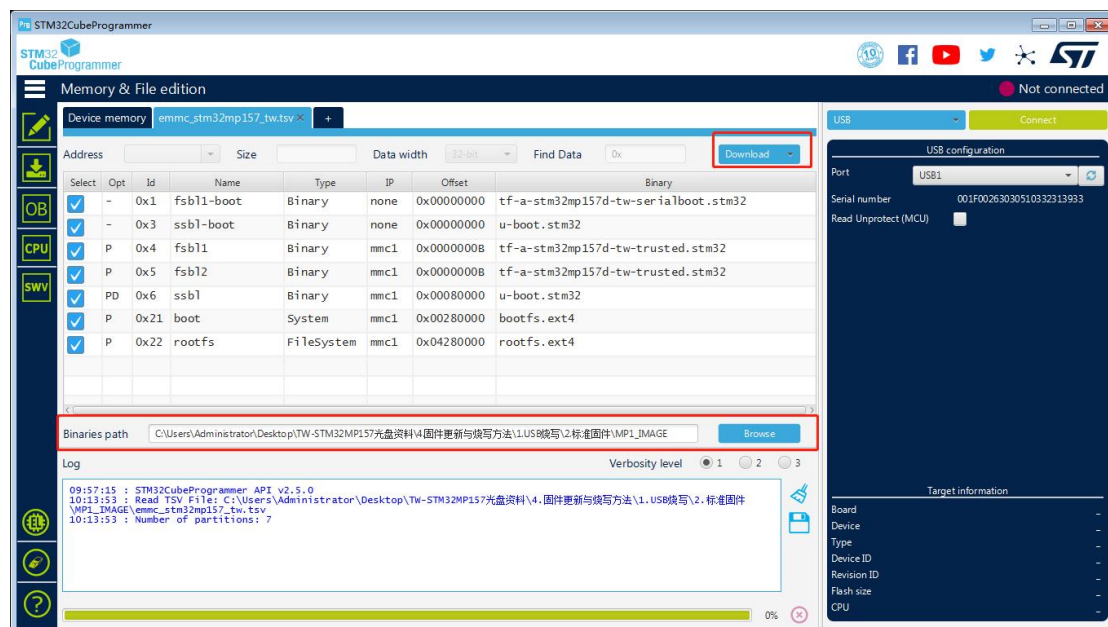 Prg STM32CubeProgrammer
STM32
CubeProgrammer
10
Memory & File edition
Not connected
Device memory emmc_stm32mp157_tw.tsv × +
USB Connect
Address Size Data width 32-bit Find Data 0x Download
USB configuration
Select Opt Id Name Type IP Offset Binary
Port USB1
- 0x1 fsbl1-boot Binary none 0x00000000 tf-a-stm32mp157d-tw-serialboot.stm32
Serial number 001F00263030510332313933
- 0x3 ssbl-boot Binary none 0x00000000 u-boot.stm32
Read Unprotect (MCU)
P 0x4 fsbl1 Binary mmc1 0x0000000B tf-a-stm32mp157d-tw-trusted.stm32
P 0x5 fsbl2 Binary mmc1 0x0000000B tf-a-stm32mp157d-tw-trusted.stm32
PD 0x6 ssbl Binary mmc1 0x00080000 u-boot.stm32
P 0x21 boot System mmc1 0x00280000 bootfs.ext4
P 0x22 rootfs FileSystem mmc1 0x04280000 rootfs.ext4
OB
CPU
SWV
Binaries path C:\Users\Administrator\Desktop\TW-STM32MP157光盘资料\4.固件更新与烧写方法\1.USB烧写\2.标准固件\MP1_IMAGE Browse
Log Verbosity level 1 2 3
09:57:15 : STM32CubeProgrammer API v2.5.0
10:13:53 : Read TSV File: C:\Users\Administrator\Desktop\TW-STM32MP157光盘资料\4.固件更新与烧写方法\1.USB烧写\2.标准固件
\MP1_IMAGE\emmc_stm32mp157_tw.tsv
10:13:53 : Number of partitions: 7
Target information
Board -
Device -
Type -
Device ID -
Revision ID -
Flash size -
CPU -
0%